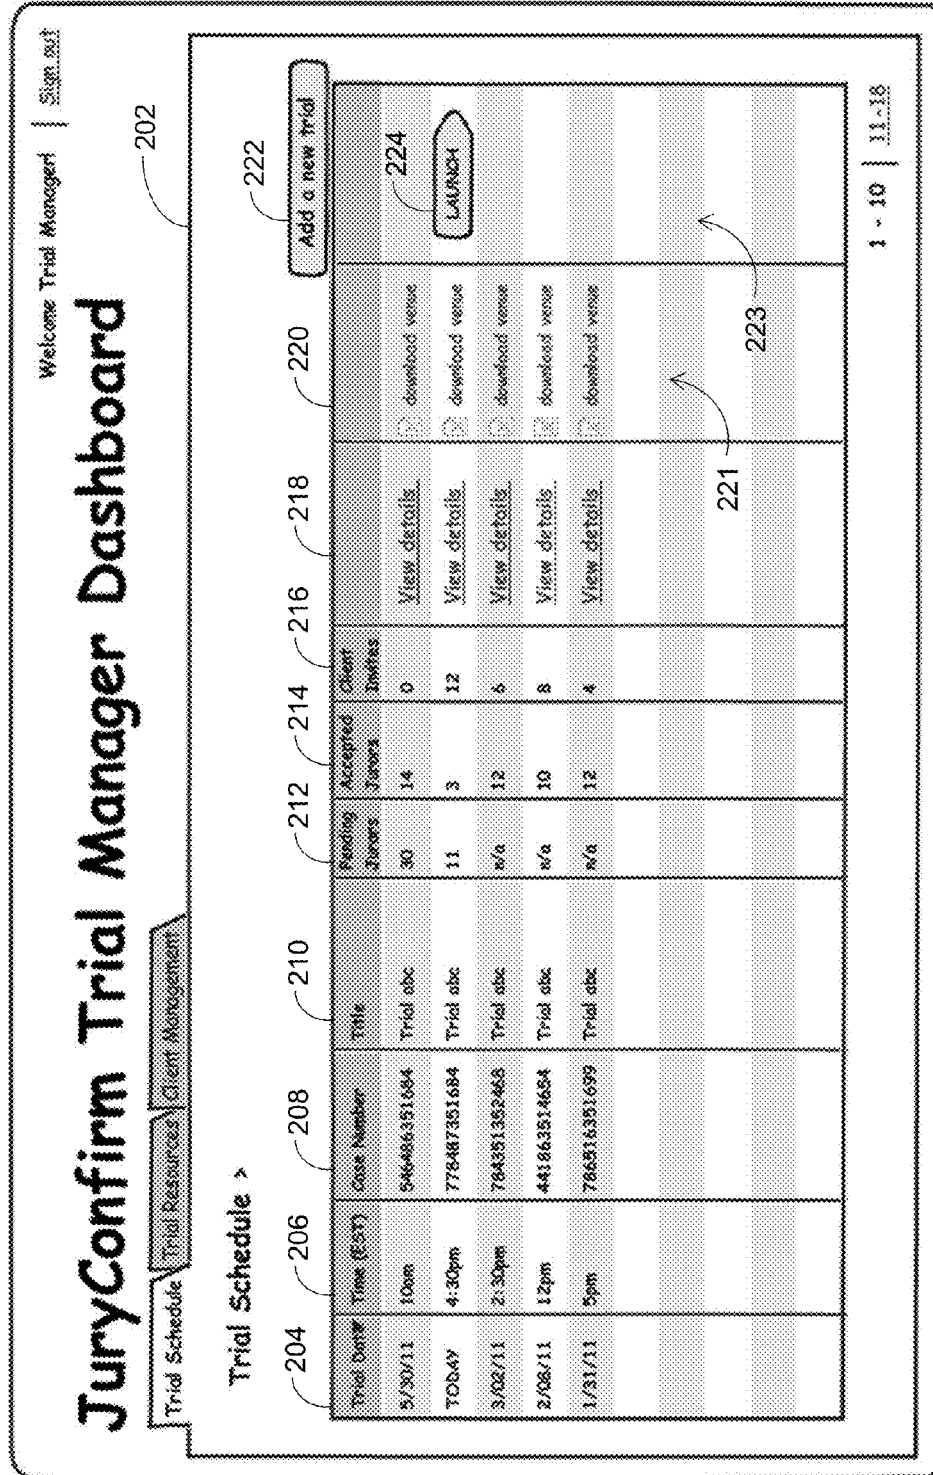 Welcome Trial Manager! | Sign out
JuryConfirm Trial Manager Dashboard
Trial Schedule Trial Resources Client Management
202
Trial Schedule >
222
Add a new trial
204 206 208 210 212 214 216 218 220
Trial Date Time (EST) Case Number Title Pending Jurors Accepted Jurors Client Invites
224
5/30/11 10am 546486351684 Trial abc 30 14 0 View details download venue
TODAY 4:30pm 778487351684 Trial abc 11 3 12 View details download venue LAUNCH
3/02/11 2:30pm 784351352468 Trial abc n/a 12 6 View details download venue
2/08/11 12pm 441863514654 Trial abc n/a 10 8 View details download venue
1/31/11 5pm 786516351699 Trial abc n/a 12 4 View details download venue
221 223
1 - 10 | 11-18